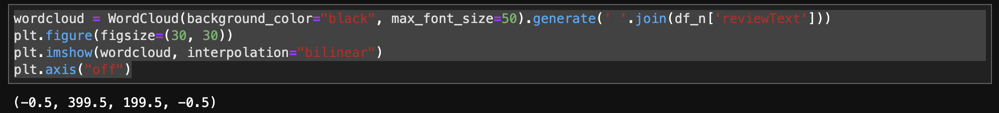 wordcloud = WordCloud(background_color="black", max_font_size=50).generate(' '.join(df_n['reviewText']))
plt.figure(figsize=(30, 30))
plt.imshow(wordcloud, interpolation="bilinear")
plt.axis("off")
(-0.5, 399.5, 199.5, -0.5)